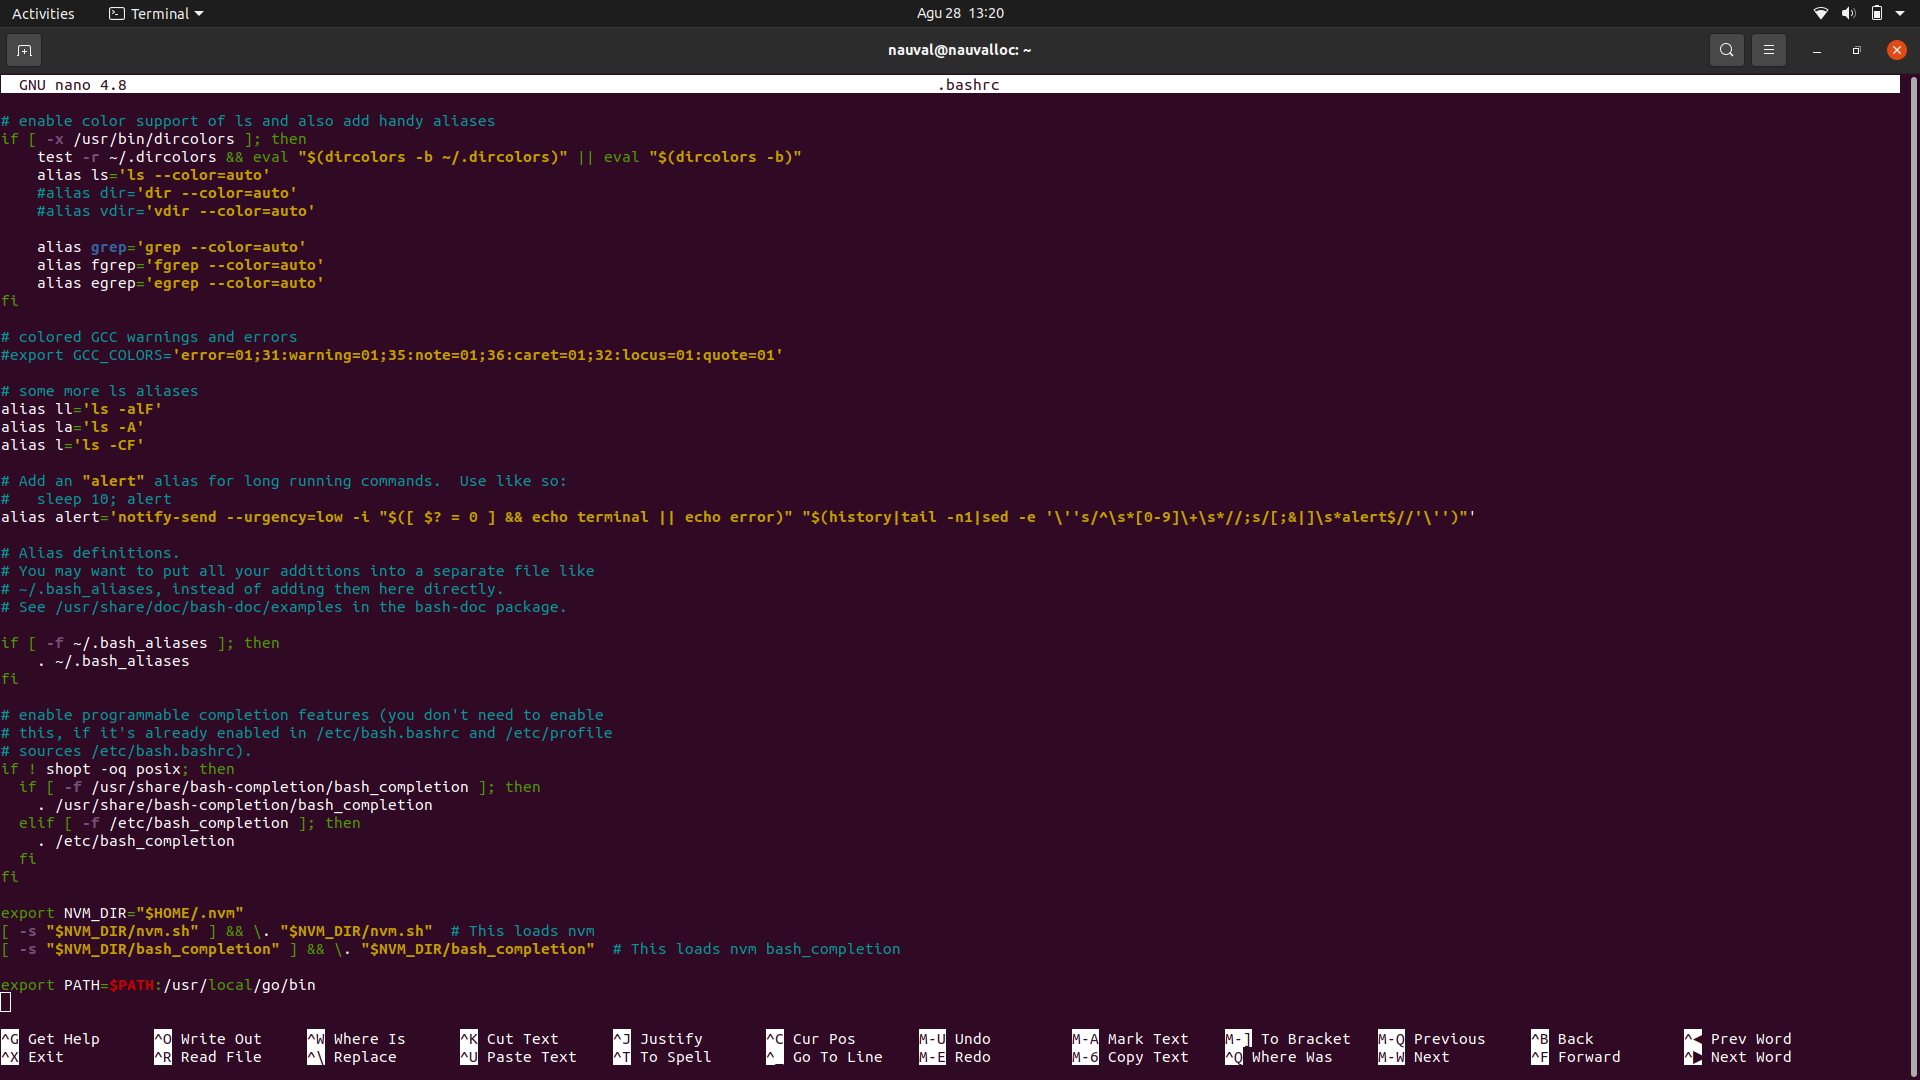 Activities Terminal Agu 28 13:20
nauval@nauvalloc: ~
GNU nano 4.8 .bashrc
# enable color support of ls and also add handy aliases
if [ -x /usr/bin/dircolors ]; then
    test -r ~/.dircolors && eval "$(dircolors -b ~/.dircolors)" || eval "$(dircolors -b)"
    alias ls='ls --color=auto'
    #alias dir='dir --color=auto'
    #alias vdir='vdir --color=auto'
    alias grep='grep --color=auto'
    alias fgrep='fgrep --color=auto'
    alias egrep='egrep --color=auto'
fi
# colored GCC warnings and errors
#export GCC_COLORS='error=01;31:warning=01;35:note=01;36:caret=01;32:locus=01:quote=01'
# some more ls aliases
alias ll='ls -alF'
alias la='ls -A'
alias l='ls -CF'
# Add an "alert" alias for long running commands.  Use like so:
#   sleep 10; alert
alias alert='notify-send --urgency=low -i "$([ $? = 0 ] && echo terminal || echo error)" "$(history|tail -n1|sed -e '\''s/^\s*[0-9]\+\s*//;s/[;&|]\s*alert$//'\'')"'
# Alias definitions.
# You may want to put all your additions into a separate file like
# ~/.bash_aliases, instead of adding them here directly.
# See /usr/share/doc/bash-doc/examples in the bash-doc package.
if [ -f ~/.bash_aliases ]; then
    . ~/.bash_aliases
fi
# enable programmable completion features (you don't need to enable
# this, if it's already enabled in /etc/bash.bashrc and /etc/profile
# sources /etc/bash.bashrc).
if ! shopt -oq posix; then
  if [ -f /usr/share/bash-completion/bash_completion ]; then
    . /usr/share/bash-completion/bash_completion
  elif [ -f /etc/bash_completion ]; then
    . /etc/bash_completion
  fi
fi
export NVM_DIR="$HOME/.nvm"
[ -s "$NVM_DIR/nvm.sh" ] && \. "$NVM_DIR/nvm.sh"  # This loads nvm
[ -s "$NVM_DIR/bash_completion" ] && \. "$NVM_DIR/bash_completion"  # This loads nvm bash_completion
export PATH=$PATH:/usr/local/go/bin
^G Get Help ^O Write Out ^W Where Is ^K Cut Text ^J Justify ^C Cur Pos M-U Undo M-A Mark Text M-] To Bracket M-Q Previous ^B Back ^◀ Prev Word
^X Exit ^R Read File ^\ Replace ^U Paste Text ^T To Spell ^_ Go To Line M-E Redo M-6 Copy Text ^Q Where Was M-W Next ^F Forward ^▶ Next Word